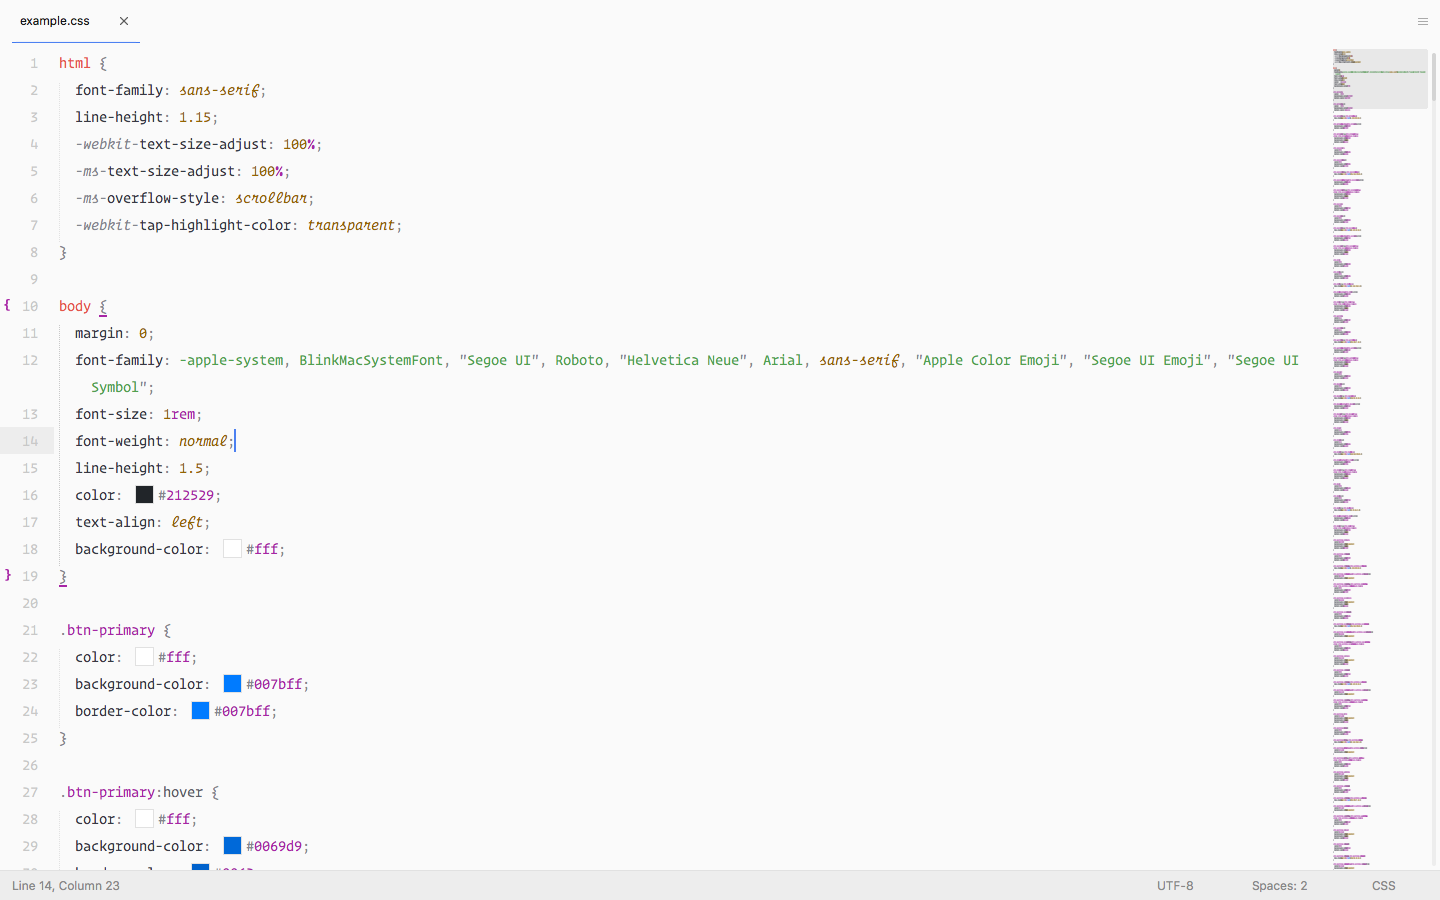 example.css
1 html {
2 font-family: sans-serif;
3 line-height: 1.15;
4 -webkit-text-size-adjust: 100%;
5 -ms-text-size-adjust: 100%;
6 -ms-overflow-style: scrollbar;
7 -webkit-tap-highlight-color: transparent;
8 }
9
{ 10 body {
11 margin: 0;
12 font-family: -apple-system, BlinkMacSystemFont, "Segoe UI", Roboto, "Helvetica Neue", Arial, sans-serif, "Apple Color Emoji", "Segoe UI Emoji", "Segoe UI
Symbol";
13 font-size: 1rem;
14 font-weight: normal;
15 line-height: 1.5;
16 color: #212529;
17 text-align: left;
18 background-color: #fff;
} 19 }
20
21 .btn-primary {
22 color: #fff;
23 background-color: #007bff;
24 border-color: #007bff;
25 }
26
27 .btn-primary:hover {
28 color: #fff;
29 background-color: #0069d9;
Line 14, Column 23 UTF-8 Spaces: 2 CSS